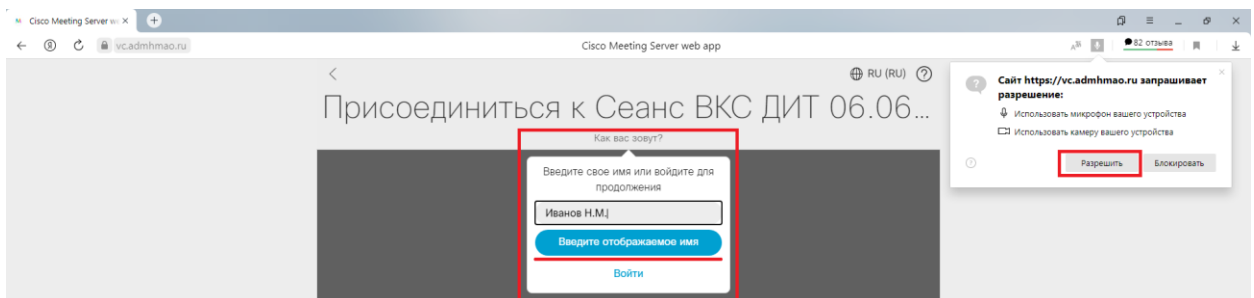 Cisco Meeting Server w
vc.admhmao.ru
Cisco Meeting Server web app
82 отзыва
RU (RU)
Присоединиться к Сеанс ВКС ДИТ 06.06...
Как вас зовут?
Введите свое имя или войдите для
продолжения
Иванов Н.М.
Введите отображаемое имя
Войти
Сайт https://vc.admhmao.ru запрашивает
разрешение:
Использовать микрофон вашего устройства
Использовать камеру вашего устройства
Разрешить
Блокировать